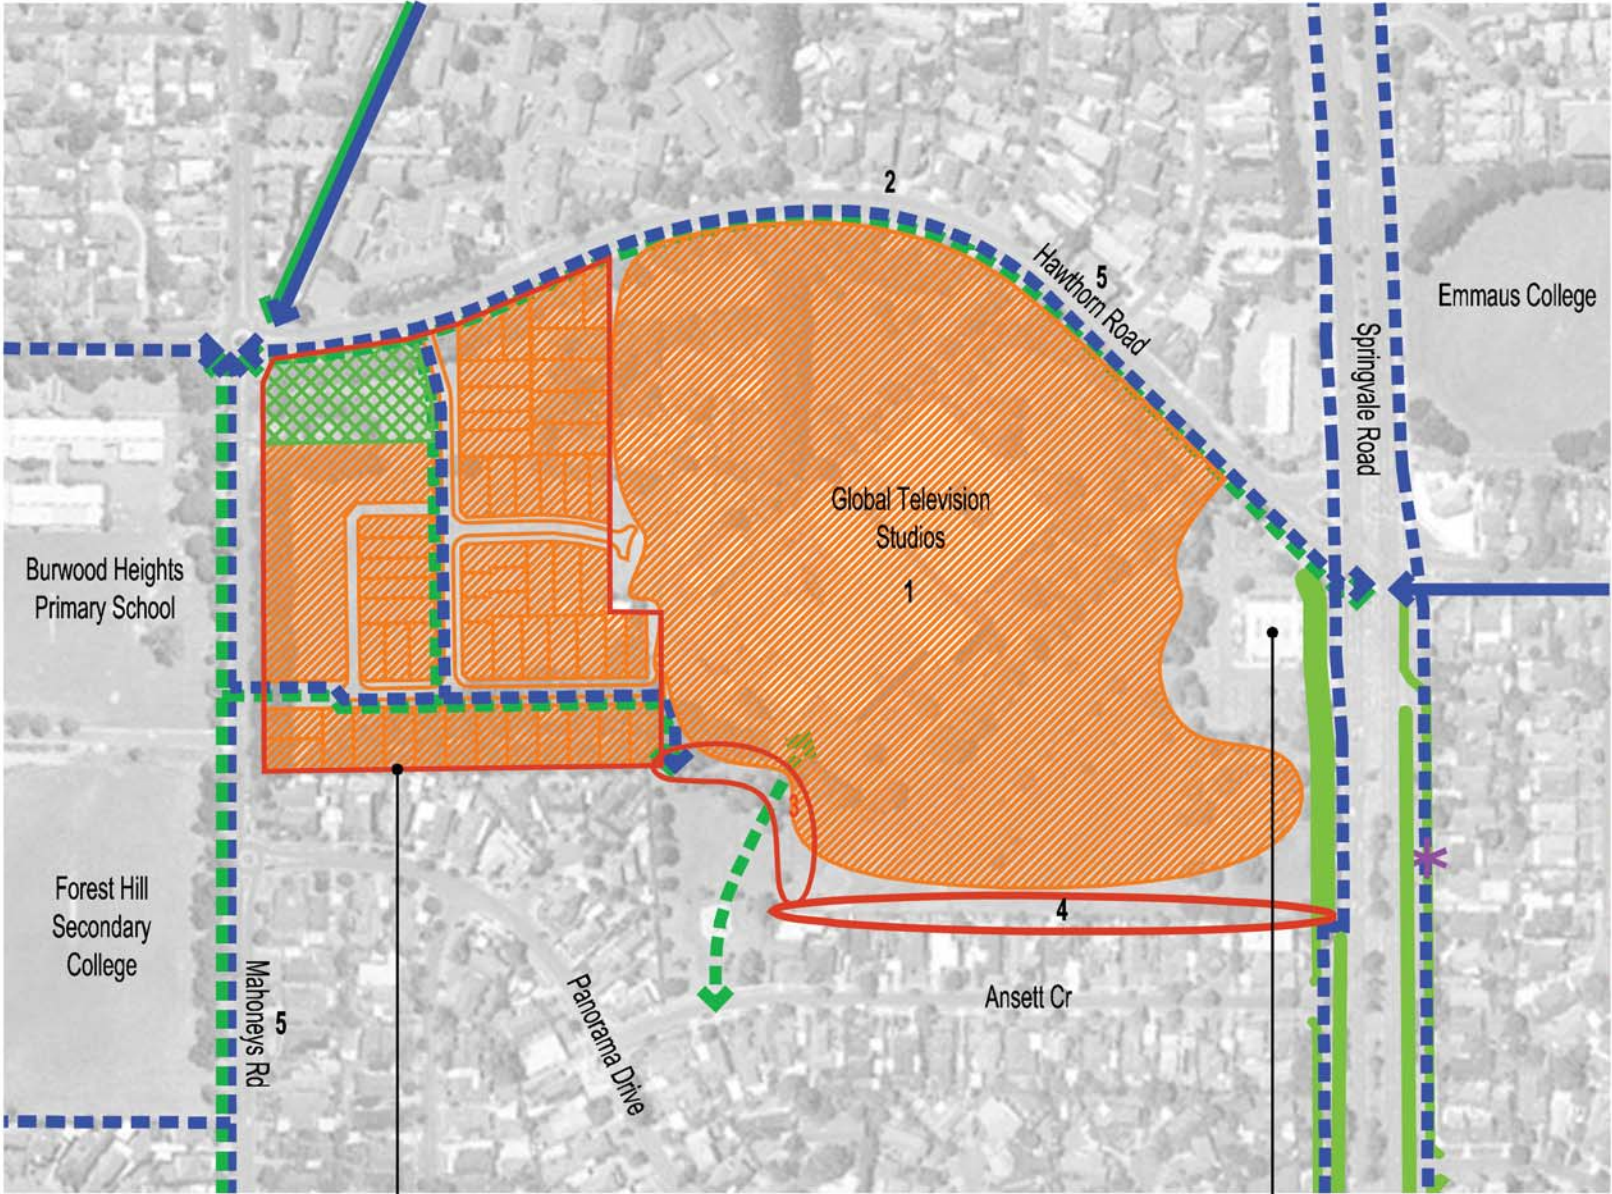 2
5
Hawthorn Road
Emmaus College
Springvale Road
Global Television
Studios
1
Burwood Heights
Primary School
3
4
Forest Hill
Secondary
College
Mahoneys Rd
5
Panorama Drive
Ansett Cr